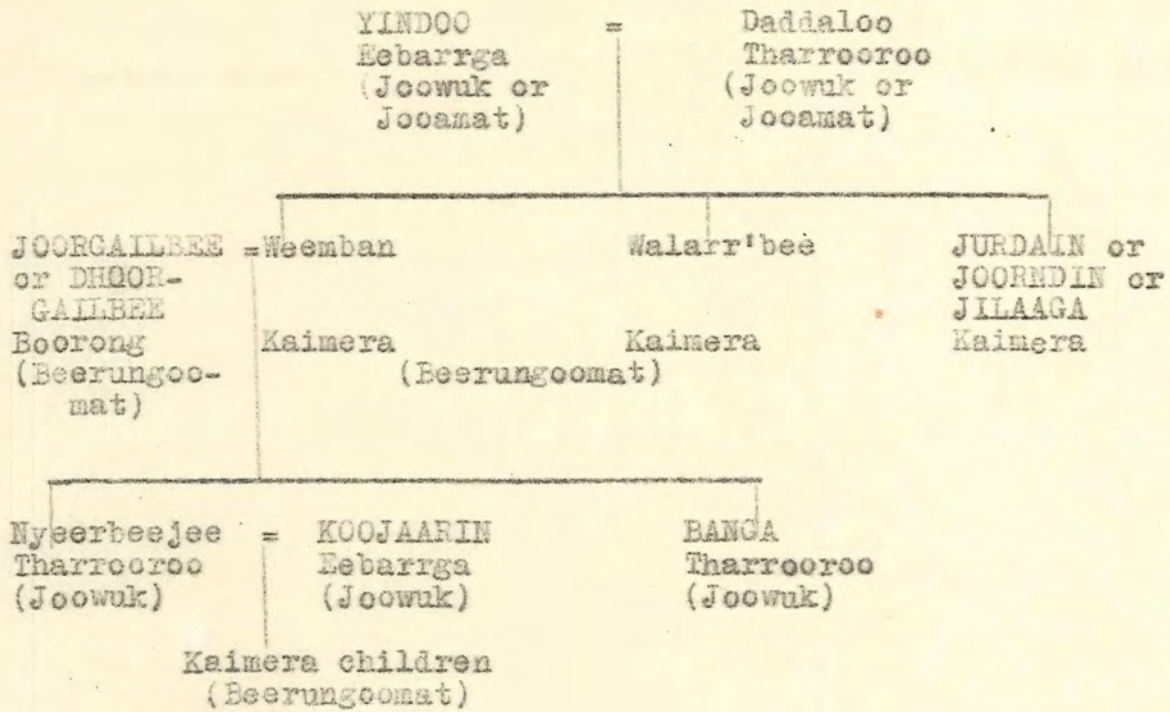 YINDOO = Daddaloo
Eebarrga Tharrooroo
(Joowuk or (Joowuk or
Jooamat) Jooamat)
JOORGAILBEE = Weemban Walarr'bee JURDAIN or
or DHOOR- JOORNDIN or
GAILBEE JILAAGA
Boorong Kaimera Kaimera Kaimera
(Beerungoo- (Beerungoomat)
mat)
Nyeerbeejee = KOOJAARIN BANGA
Tharrooroo Eebarrga Tharrooroo
(Joowuk) (Joowuk) (Joowuk)
Kaimera children
(Beerungoomat)